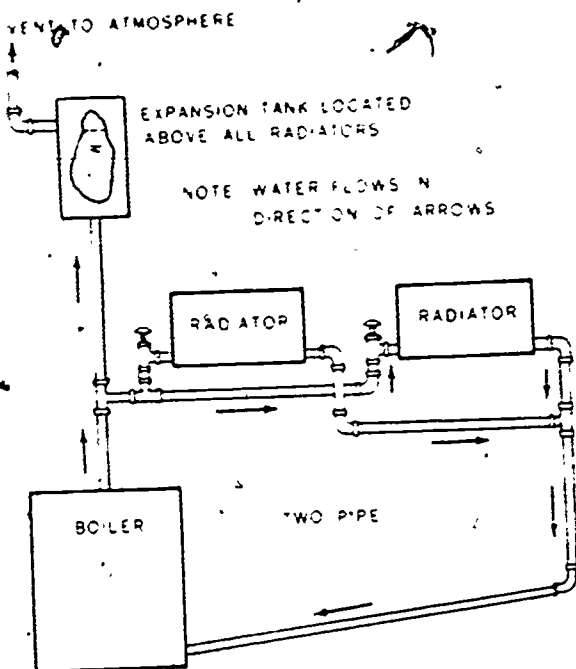 VENT TO ATMOSPHERE
EXPANSION TANK LOCATED
ABOVE ALL RADIATORS
NOTE WATER FLOWS IN
DIRECTION OF ARROWS
RADIATOR
RADIATOR
BOILER
TWO PIPE